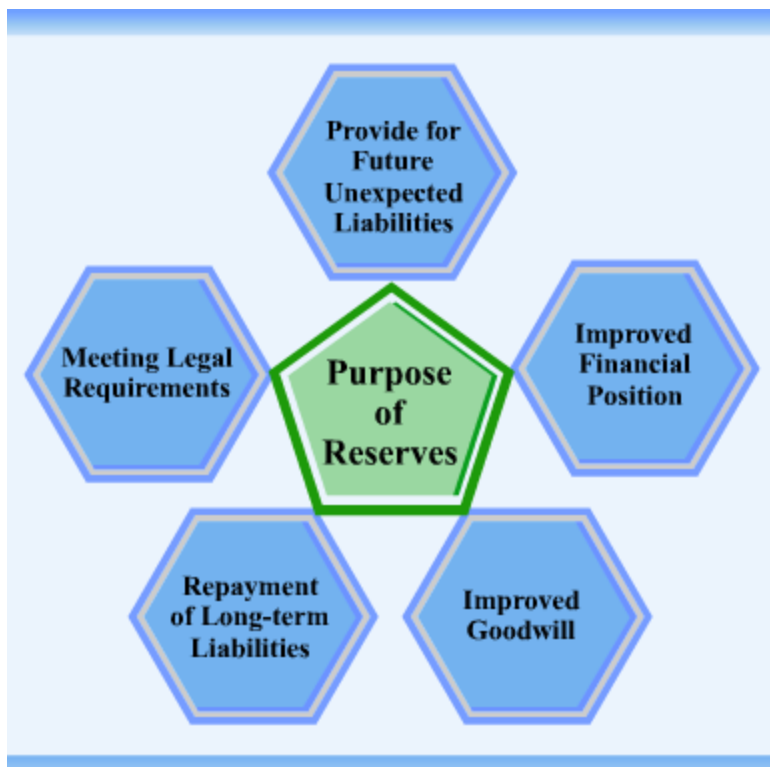 Provide for
Future
Unexpected
Liabilities
Meeting Legal
Requirements
Purpose
of
Reserves
Improved
Financial
Position
Repayment
of Long-term
Liabilities
Improved
Goodwill